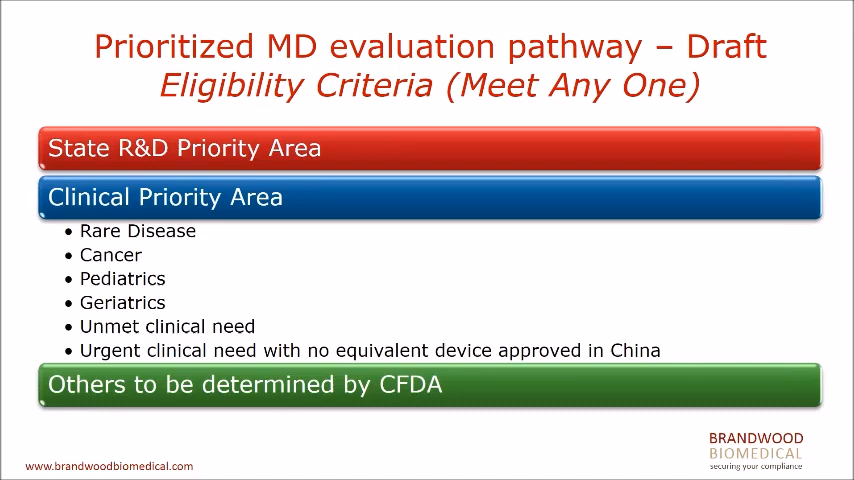 Prioritized MD evaluation pathway – Draft
Eligibility Criteria (Meet Any One)
State R&D Priority Area
Clinical Priority Area
• Rare Disease
• Cancer
• Pediatrics
• Geriatrics
• Unmet clinical need
• Urgent clinical need with no equivalent device approved in China
Others to be determined by CFDA
BRANDWOOD
BIOMEDICAL
securing your compliance
www.brandwoodbiomedical.com